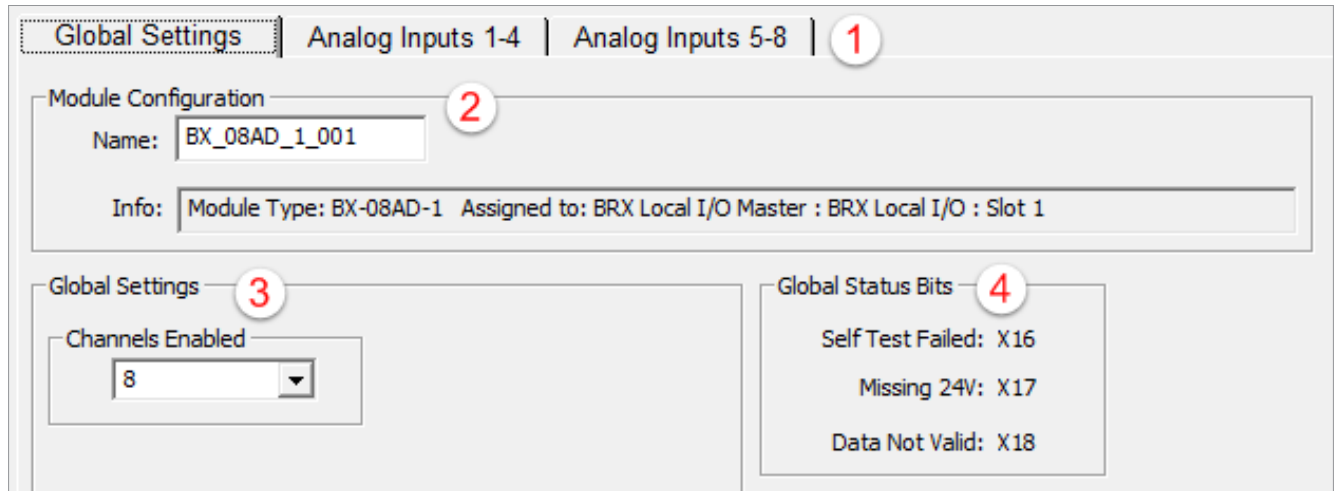 Global Settings Analog Inputs 1-4 Analog Inputs 5-8 1
Module Configuration 2
Name: BX_08AD_1_001
Info: Module Type: BX-08AD-1 Assigned to: BRX Local I/O Master : BRX Local I/O : Slot 1
Global Settings 3
Channels Enabled
8
Global Status Bits 4
Self Test Failed: X16
Missing 24V: X17
Data Not Valid: X18